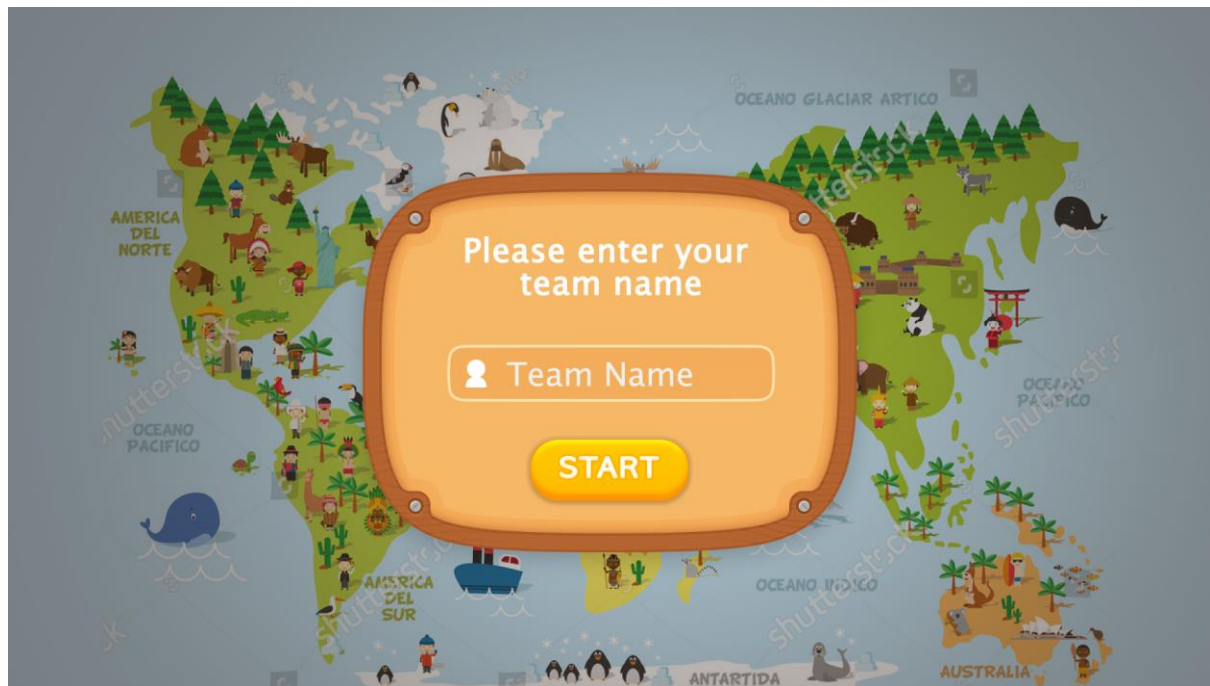 OCEANO GLACIAR ARTICO
AMERICA
DEL
NORTE
Please enter your
team name
Team Name
START
OCEANO
PACIFICO
OCEANO
PACIFICO
AMERICA
DEL
SUR
OCEANO INDICO
ANTARTIDA
AUSTRALIA
shutterstock